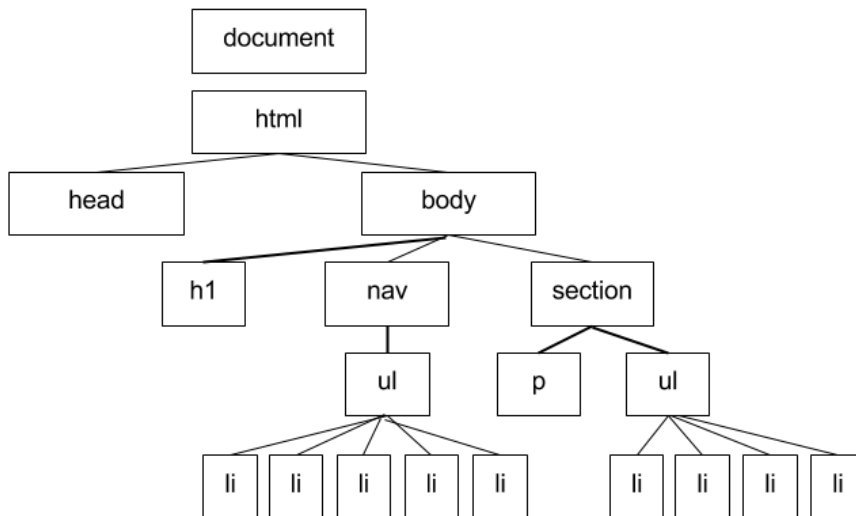 document
html
head body
h1 nav section
ul p ul
li li li li li li li li li